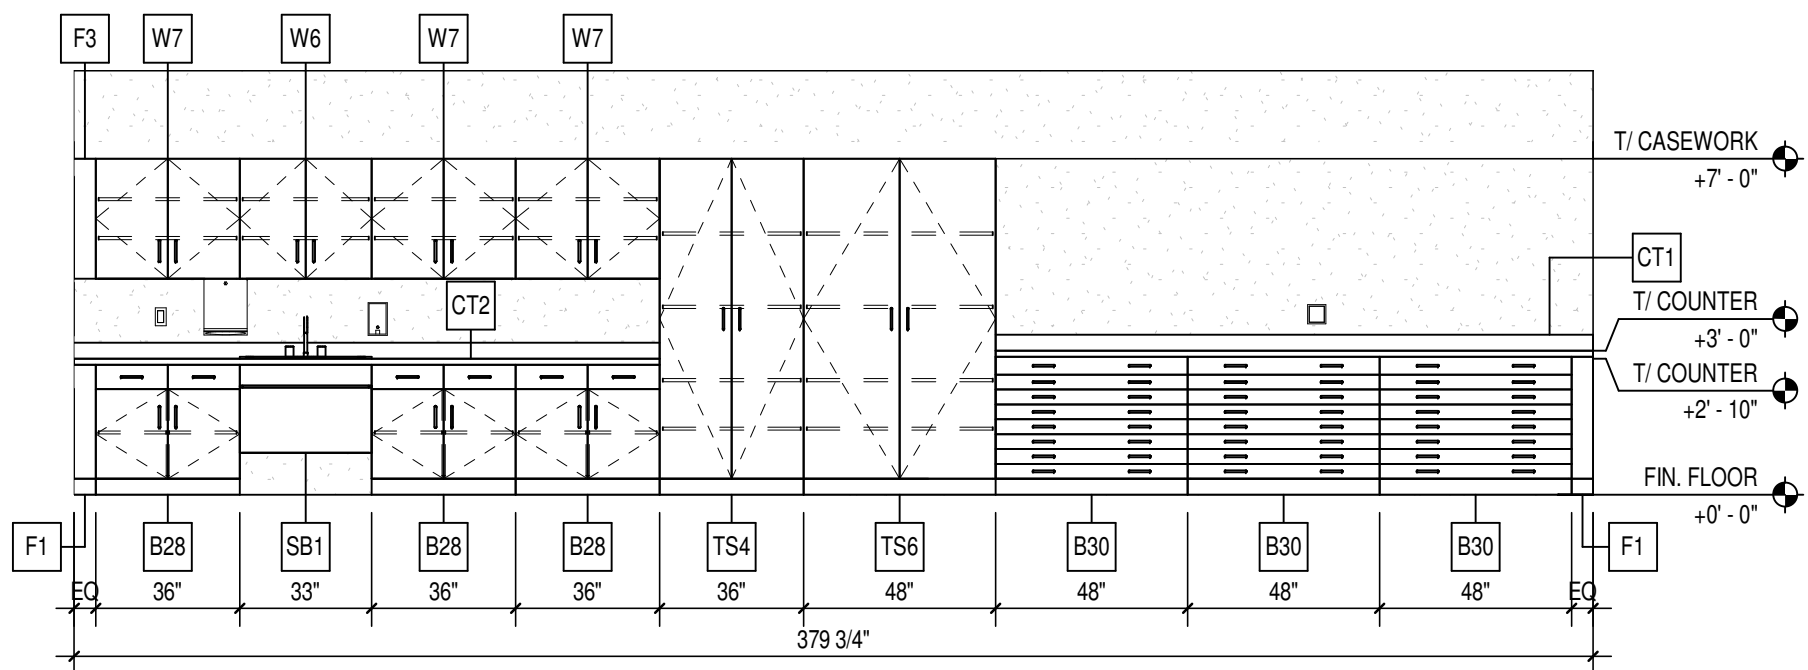 F3
W7
W6
W7
W7
T/ CASEWORK
+7' - 0"
CT1
CT2
T/ COUNTER
+3' - 0"
T/ COUNTER
+2' - 10"
FIN. FLOOR
+0' - 0"
F1
B28
SB1
B28
B28
TS4
TS6
B30
B30
B30
F1
EQ
36"
33"
36"
36"
36"
48"
48"
48"
48"
EQ
379 3/4"